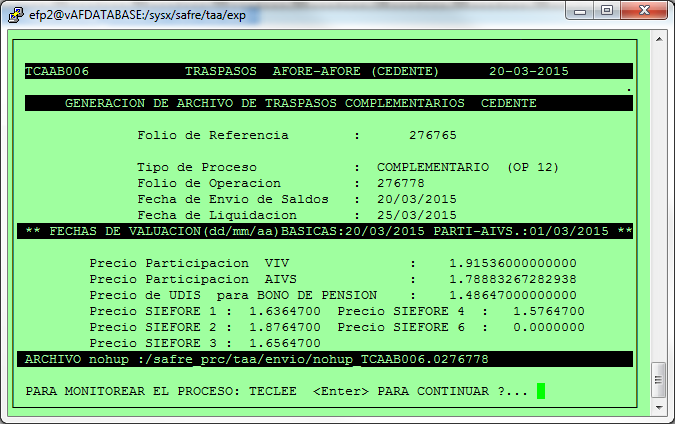 efp2@vAFDATABASE:/sysx/safre/taa/exp
TCAAB006 TRASPASOS AFORE-AFORE (CEDENTE) 20-03-2015
.
GENERACION DE ARCHIVO DE TRASPASOS COMPLEMENTARIOS CEDENTE
Folio de Referencia : 276765
Tipo de Proceso : COMPLEMENTARIO (OP 12)
Folio de Operacion : 276778
Fecha de Envio de Saldos : 20/03/2015
Fecha de Liquidacion : 25/03/2015
** FECHAS DE VALUACION(dd/mm/aa)BASICAS:20/03/2015 PARTI-AIVS.:01/03/2015 **
Precio Participacion VIV : 1.91536000000000
Precio Participacion AIVS : 1.78883267282938
Precio de UDIS para BONO DE PENSION : 1.48647000000000
Precio SIEFORE 1 : 1.6364700 Precio SIEFORE 4 : 1.5764700
Precio SIEFORE 2 : 1.8764700 Precio SIEFORE 6 : 0.0000000
Precio SIEFORE 3 : 1.6564700
ARCHIVO nohup :/safre_prc/taa/envio/nohup_TCAAB006.0276778
PARA MONITOREAR EL PROCESO: TECLEE <Enter> PARA CONTINUAR ?...